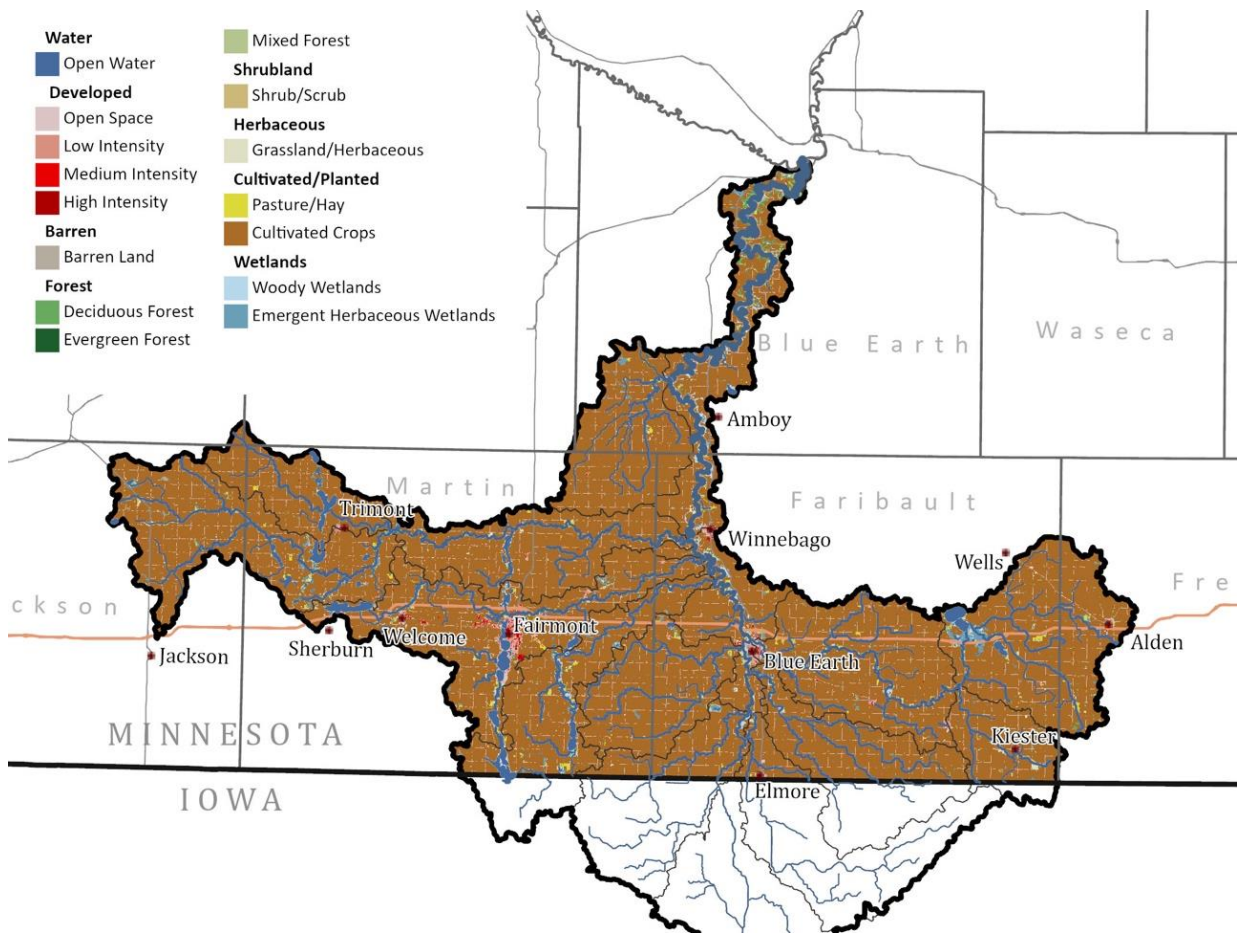 Water
Open Water
Developed
Open Space
Low Intensity
Medium Intensity
High Intensity
Barren
Barren Land
Forest
Deciduous Forest
Evergreen Forest
Mixed Forest
Shrubland
Shrub/Scrub
Herbaceous
Grassland/Herbaceous
Cultivated/Planted
Pasture/Hay
Cultivated Crops
Wetlands
Woody Wetlands
Emergent Herbaceous Wetlands
Blue Earth
Waseca
Amboy
Martin
Faribault
Trimont
Winnebago
Wells
Fre
ckson
Sherburn
Welcome
Fairmont
Jackson
Blue Earth
Alden
MINNESOTA
Kiester
IOWA
Elmore